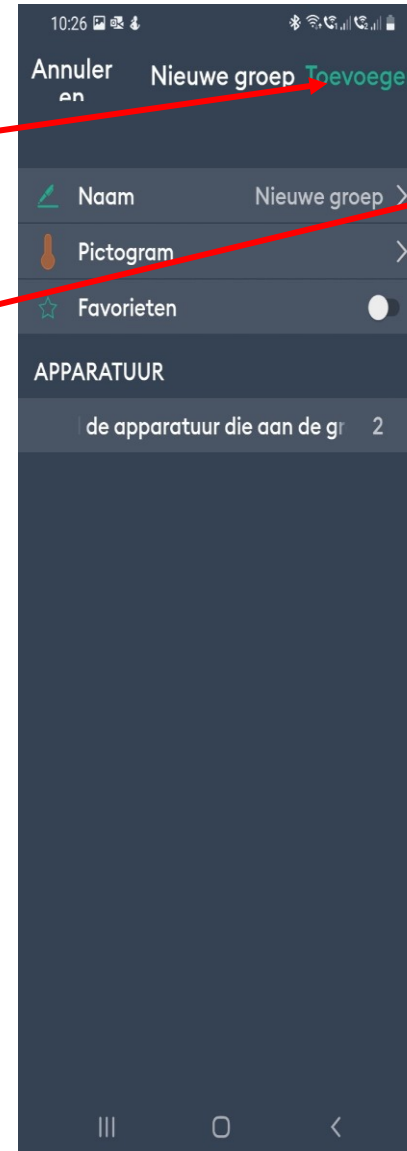 10:26
Annuler
en
Nieuwe groep
Toevoege
Naam
Nieuwe groep
Pictogram
Favorieten
APPARATUUR
de apparatuur die aan de gr
2